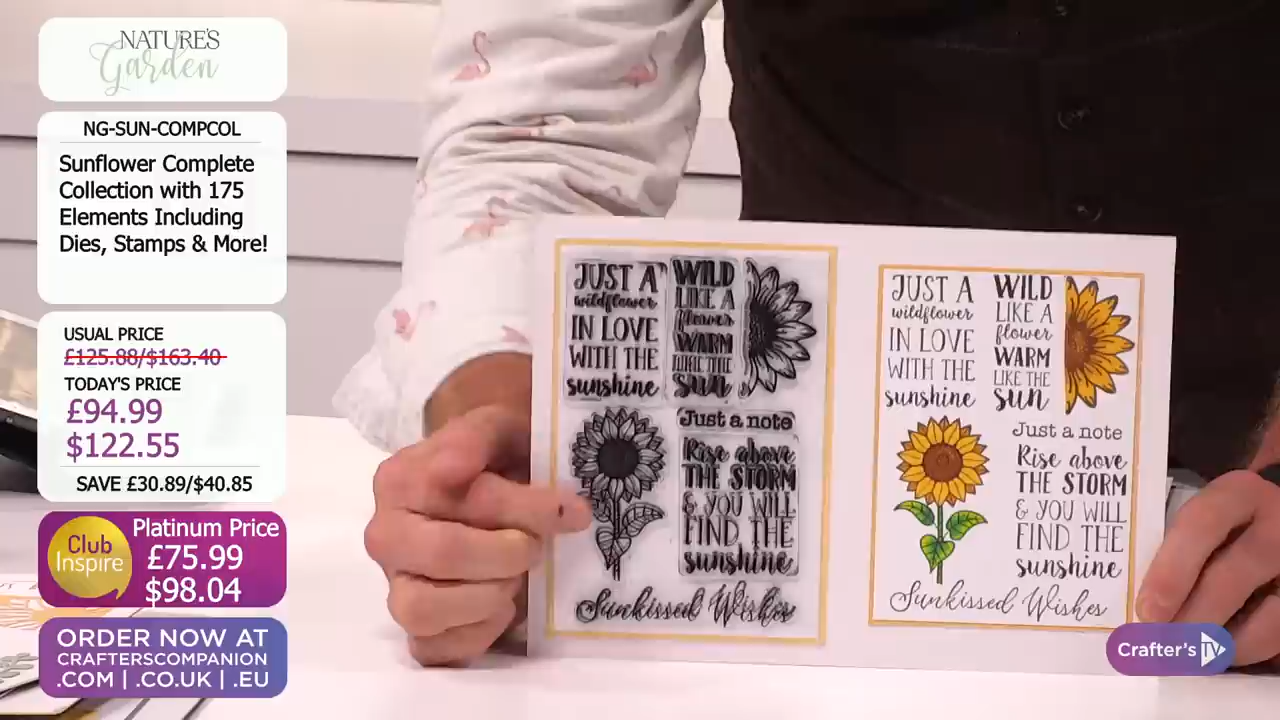 NATURE'S
Garden
NG-SUN-COMPCOL
Sunflower Complete
Collection with 175
Elements Including
Dies, Stamps & More!
USUAL PRICE
£125.88/$163.40
TODAY'S PRICE
£94.99
$122.55
SAVE £30.89/$40.85
Club
Inspire
Platinum Price
£75.99
$98.04
ORDER NOW AT
CRAFTERSCOMPANION
.COM | .CO.UK | .EU
JUST A
wildflower
IN LOVE
WITH THE
sunshine
WILD
LIKE A
flower
WARM
LIKE THE
SUN
Just a note
Rise above
THE STORM
& YOU WILL
FIND THE
sunshine
Sunkissed Wishes
JUST A
wildflower
IN LOVE
WITH THE
sunshine
WILD
LIKE A
flower
WARM
LIKE THE
SUN
Just a note
Rise above
THE STORM
& YOU WILL
FIND THE
sunshine
Sunkissed Wishes
Crafter's TV